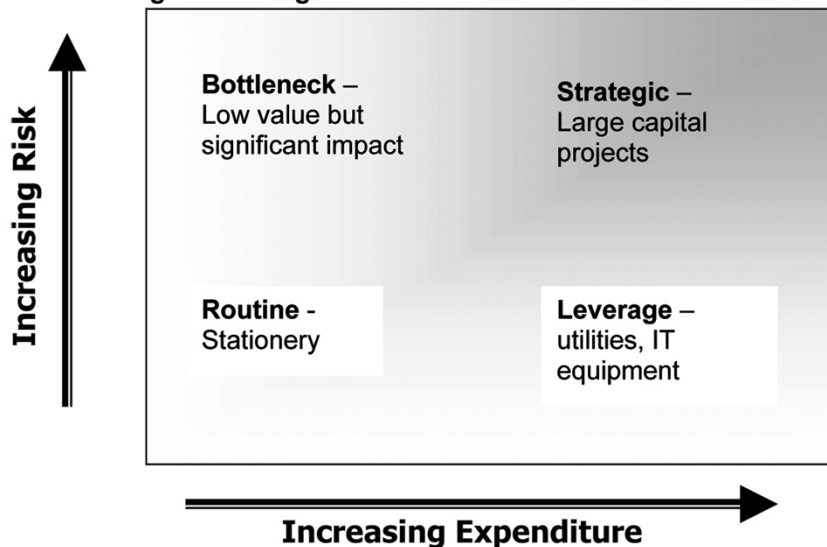 Bottleneck –
Low value but
significant impact
Strategic –
Large capital
projects
Increasing Risk
Routine -
Stationery
Leverage –
utilities, IT
equipment
Increasing Expenditure